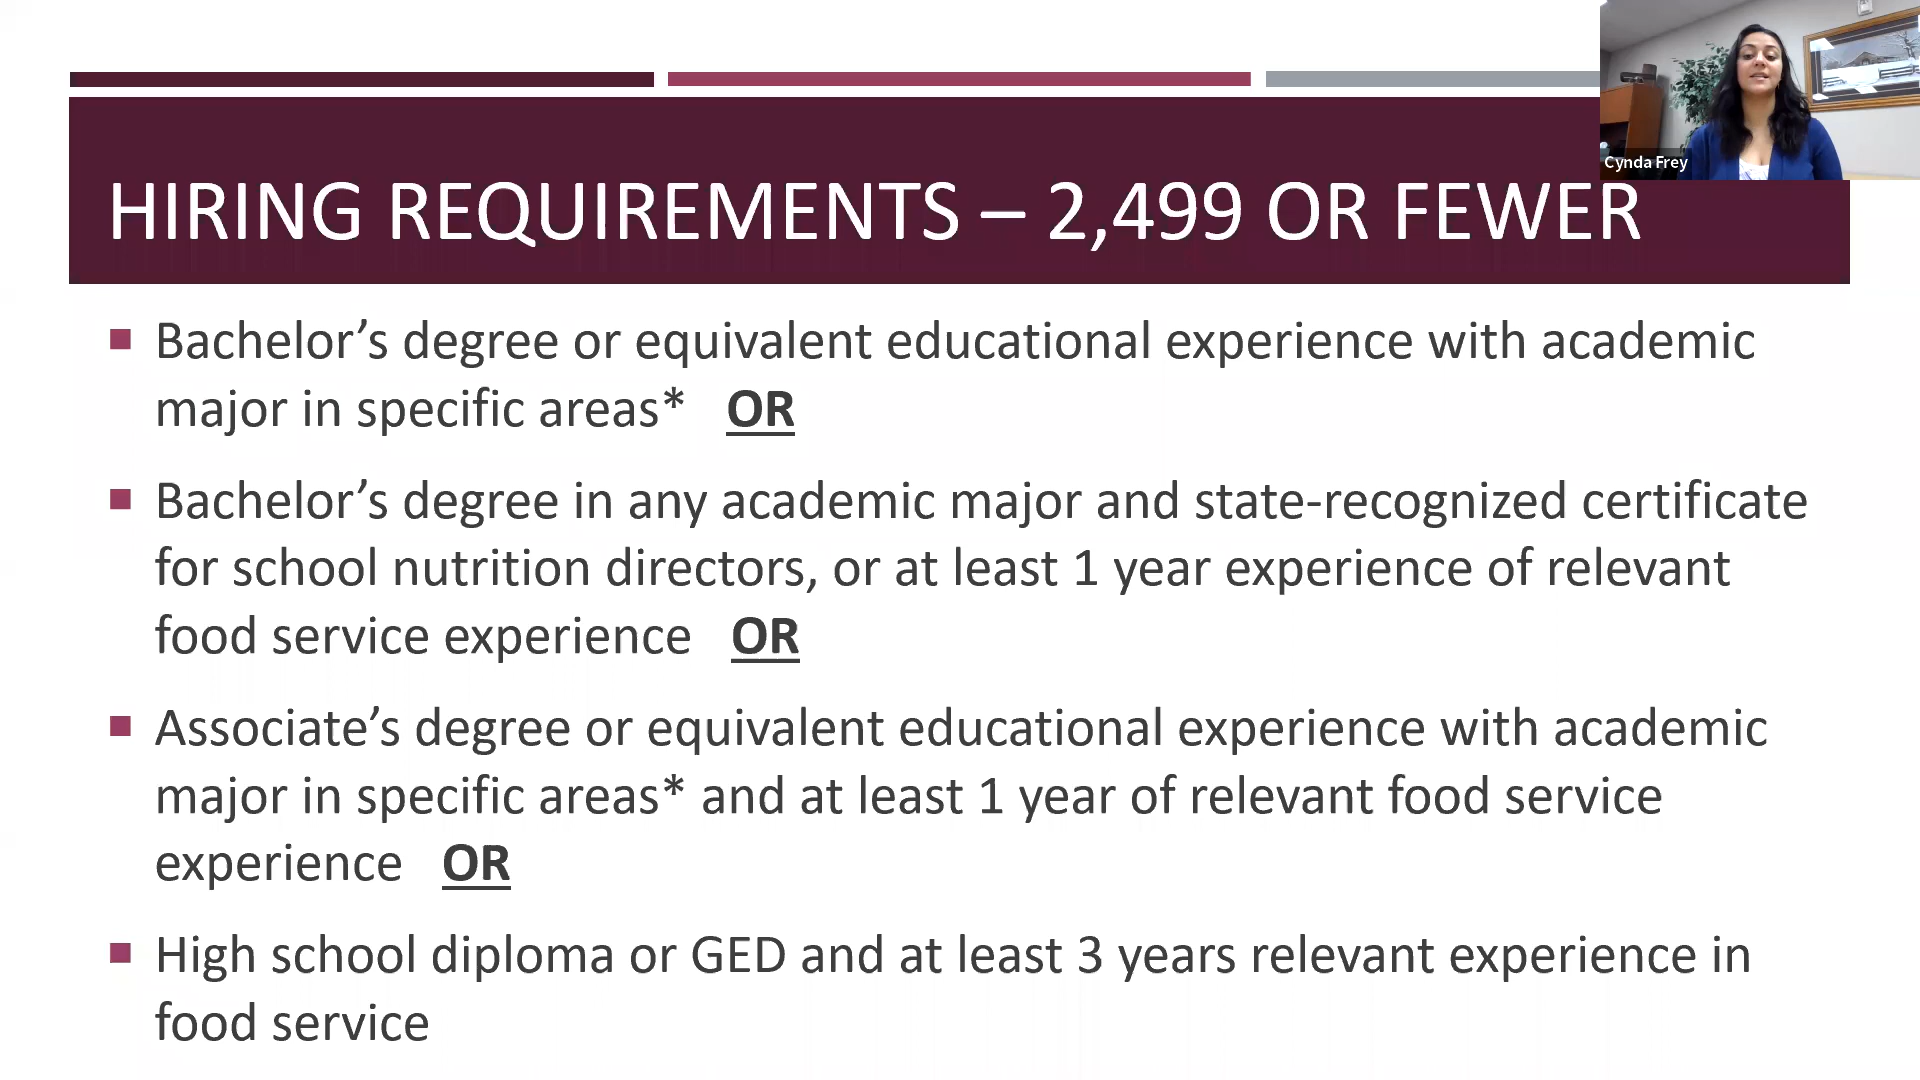 Cynda Frey
HIRING REQUIREMENTS – 2,499 OR FEWER
Bachelor’s degree or equivalent educational experience with academic
major in specific areas* OR
Bachelor’s degree in any academic major and state-recognized certificate
for school nutrition directors, or at least 1 year experience of relevant
food service experience OR
Associate’s degree or equivalent educational experience with academic
major in specific areas* and at least 1 year of relevant food service
experience OR
High school diploma or GED and at least 3 years relevant experience in
food service